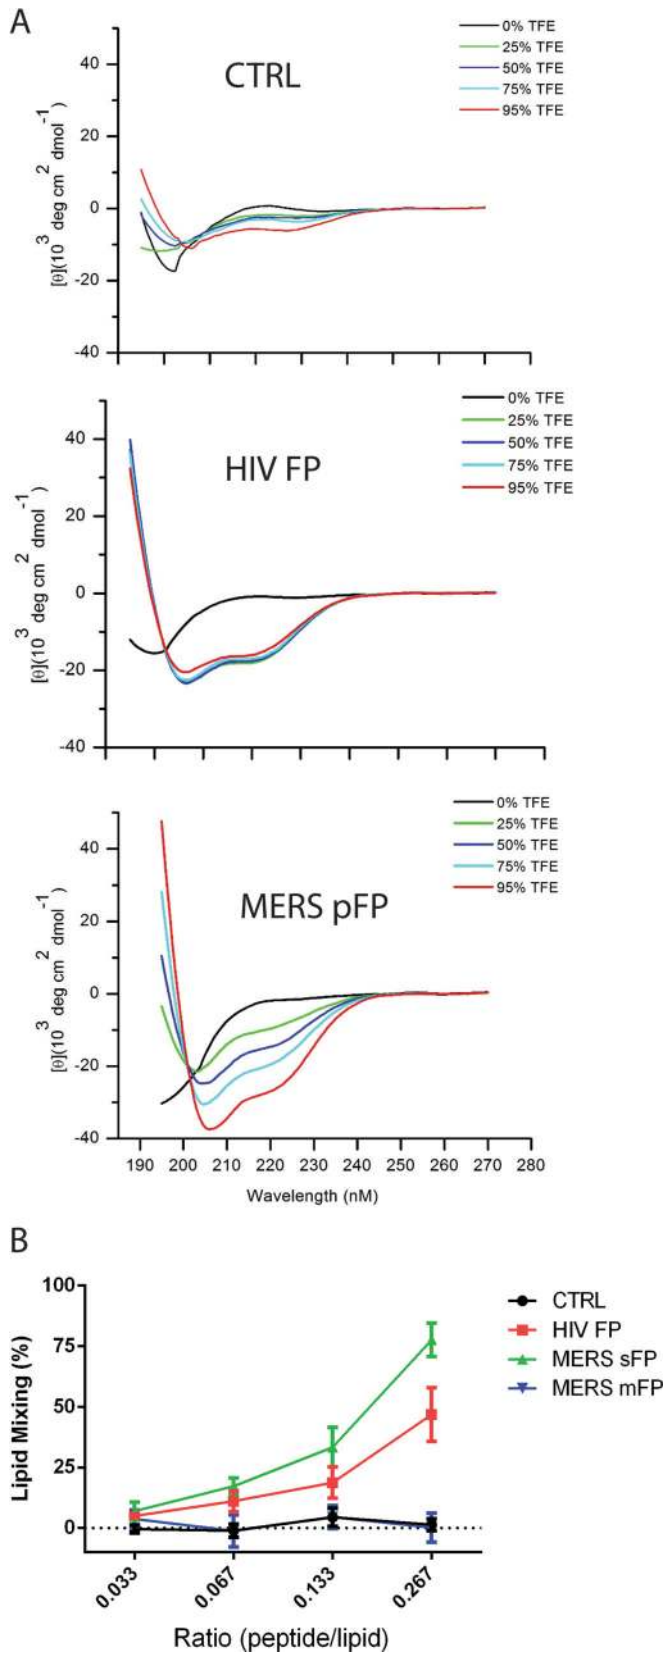 A
CTRL
0% TFE
25% TFE
50% TFE
75% TFE
95% TFE
[θ](10³ deg cm² dmol⁻¹)
40
20
0
-20
-40
HIV FP
0% TFE
25% TFE
50% TFE
75% TFE
95% TFE
[θ](10³ deg cm² dmol⁻¹)
40
20
0
-20
-40
MERS pFP
0% TFE
25% TFE
50% TFE
75% TFE
95% TFE
[θ](10³ deg cm² dmol⁻¹)
40
20
0
-20
-40
190 200 210 220 230 240 250 260 270 280
Wavelength (nM)
B
CTRL
HIV FP
MERS sFP
MERS mFP
Lipid Mixing (%)
100
75
50
25
0
0.033 0.067 0.133 0.267
Ratio (peptide/lipid)